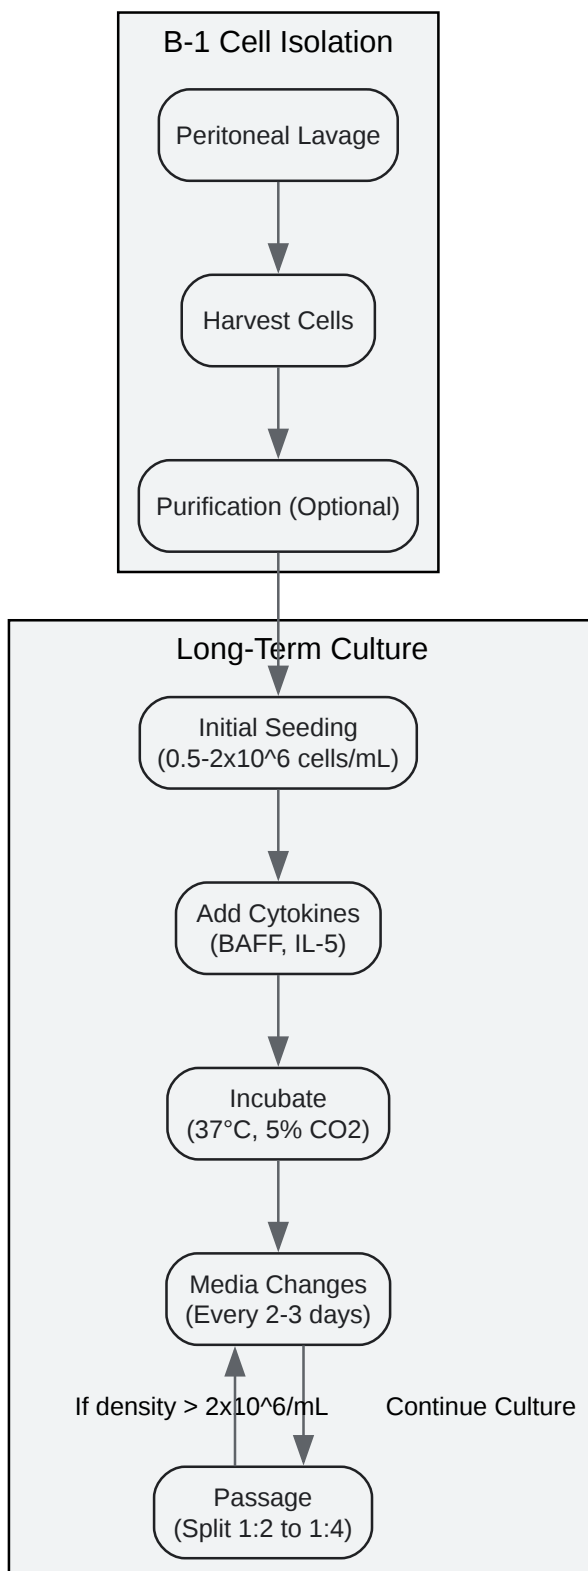 B-1 Cell Isolation
Peritoneal Lavage
Harvest Cells
Purification (Optional)
Long-Term Culture
Initial Seeding
(0.5-2x10^6 cells/mL)
Add Cytokines
(BAFF, IL-5)
Incubate
(37°C, 5% CO2)
Media Changes
(Every 2-3 days)
If density > 2x10^6/mL
Continue Culture
Passage
(Split 1:2 to 1:4)